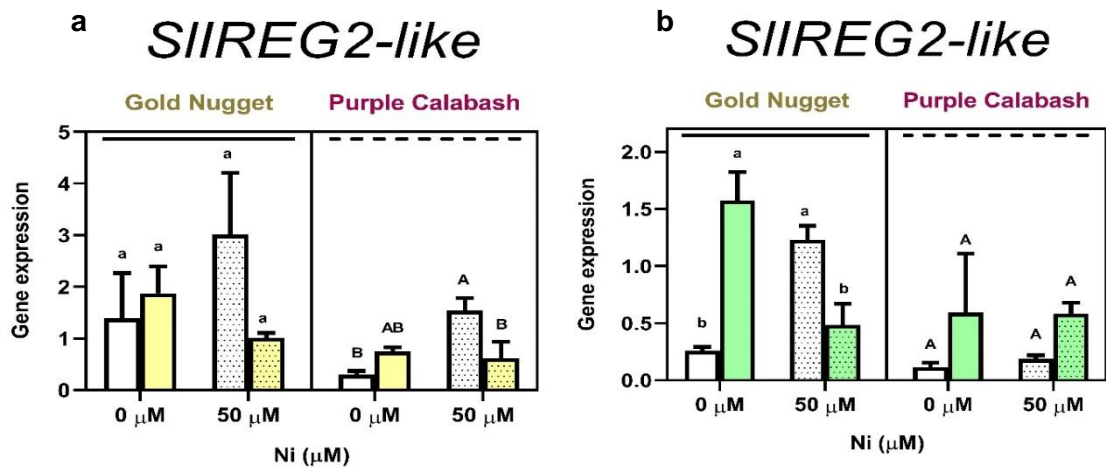 a
SlIREG2-like
Gold Nugget Purple Calabash
Gene expression
5
4
3
2
1
0
a a a a B AB A B
0 μM 50 μM 0 μM 50 μM
Ni (μM)
b
SlIREG2-like
Gold Nugget Purple Calabash
Gene expression
2.0
1.5
1.0
0.5
0.0
b a a b A A A A
0 μM 50 μM 0 μM 50 μM
Ni (μM)